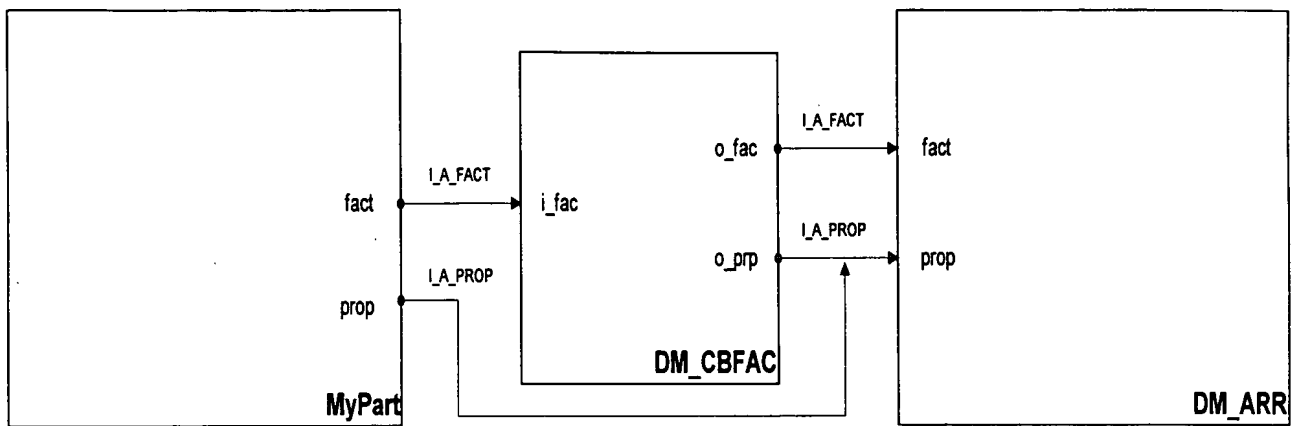 I_A_FACT
o_fac
fact
I_A_FACT
fact
i_fac
I_A_PROP
o_prp
prop
I_A_PROP
prop
DM_CBFAC
MyPart
DM_ARR